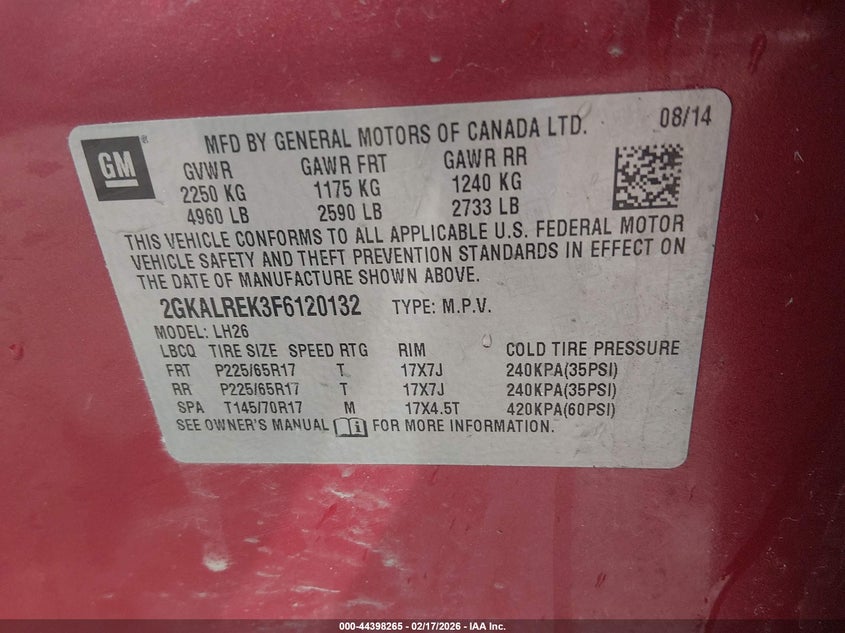 GM
MFD BY GENERAL MOTORS OF CANADA LTD. 08/14
GVWR GAWR FRT GAWR RR
2250 KG 1175 KG 1240 KG
4960 LB 2590 LB 2733 LB
THIS VEHICLE CONFORMS TO ALL APPLICABLE U.S. FEDERAL MOTOR
VEHICLE SAFETY AND THEFT PREVENTION STANDARDS IN EFFECT ON
THE DATE OF MANUFACTURE SHOWN ABOVE.
2GKALREK3F6120132 TYPE: M.P.V.
MODEL: LH26
LBCQ TIRE SIZE SPEED RTG RIM COLD TIRE PRESSURE
FRT P225/65R17 T 17X7J 240KPA(35PSI)
RR P225/65R17 T 17X7J 240KPA(35PSI)
SPA T145/70R17 M 17X4.5T 420KPA(60PSI)
SEE OWNER'S MANUAL FOR MORE INFORMATION.
000-44398265 - 02/17/2026 - IAA Inc.